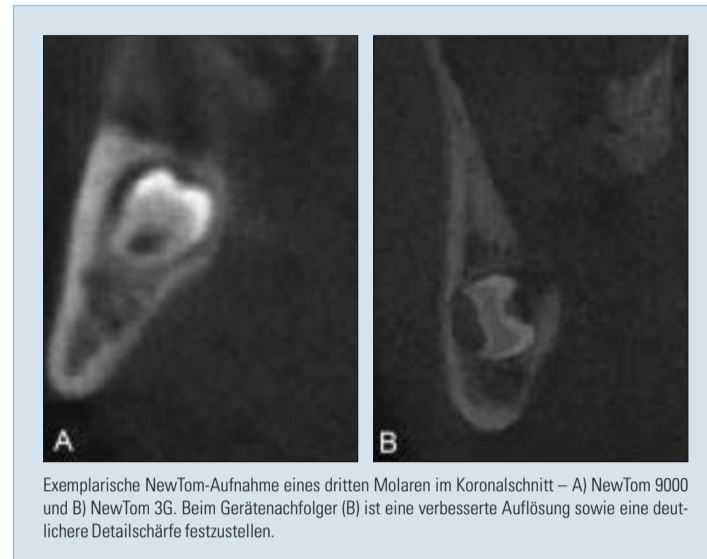 A
B
Exemplarische NewTom-Aufnahme eines dritten Molaren im Koronalschnitt – A) NewTom 9000
und B) NewTom 3G. Beim Gerätenachfolger (B) ist eine verbesserte Auflösung sowie eine deut-
lichere Detailschärfe festzustellen.